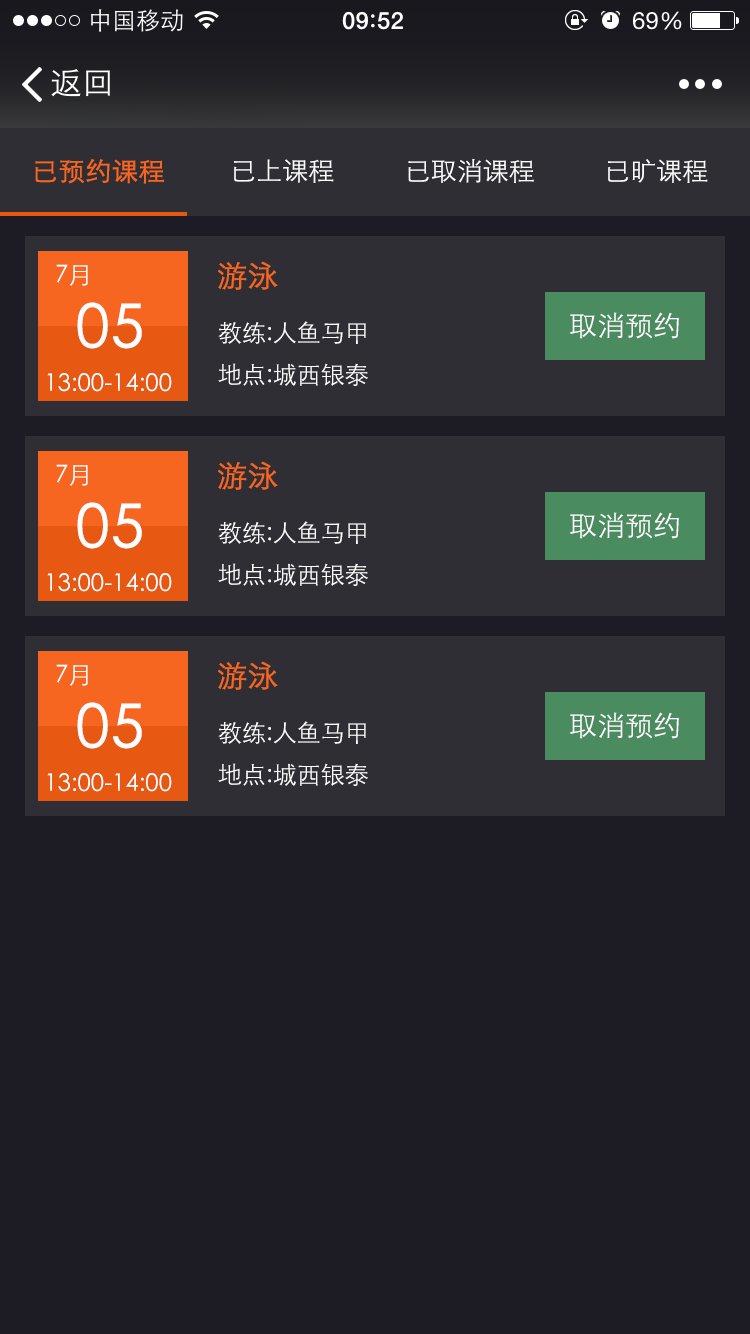 中国移动 09:52 69%
返回
已预约课程 已上课程 已取消课程 已旷课程
7月
05
13:00-14:00
游泳
教练:人鱼马甲
地点:城西银泰
取消预约
7月
05
13:00-14:00
游泳
教练:人鱼马甲
地点:城西银泰
取消预约
7月
05
13:00-14:00
游泳
教练:人鱼马甲
地点:城西银泰
取消预约